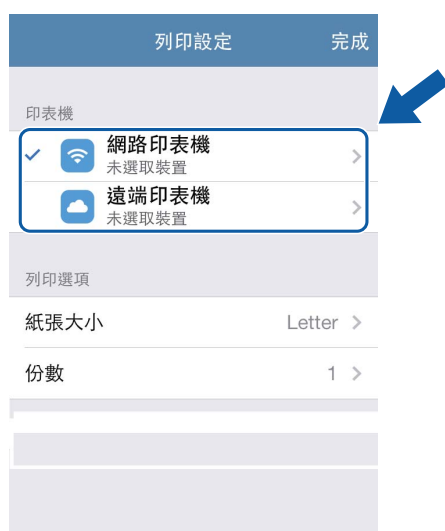 列印設定 完成
印表機
網路印表機
未選取裝置
遠端印表機
未選取裝置
列印選項
紙張大小 Letter
份數 1